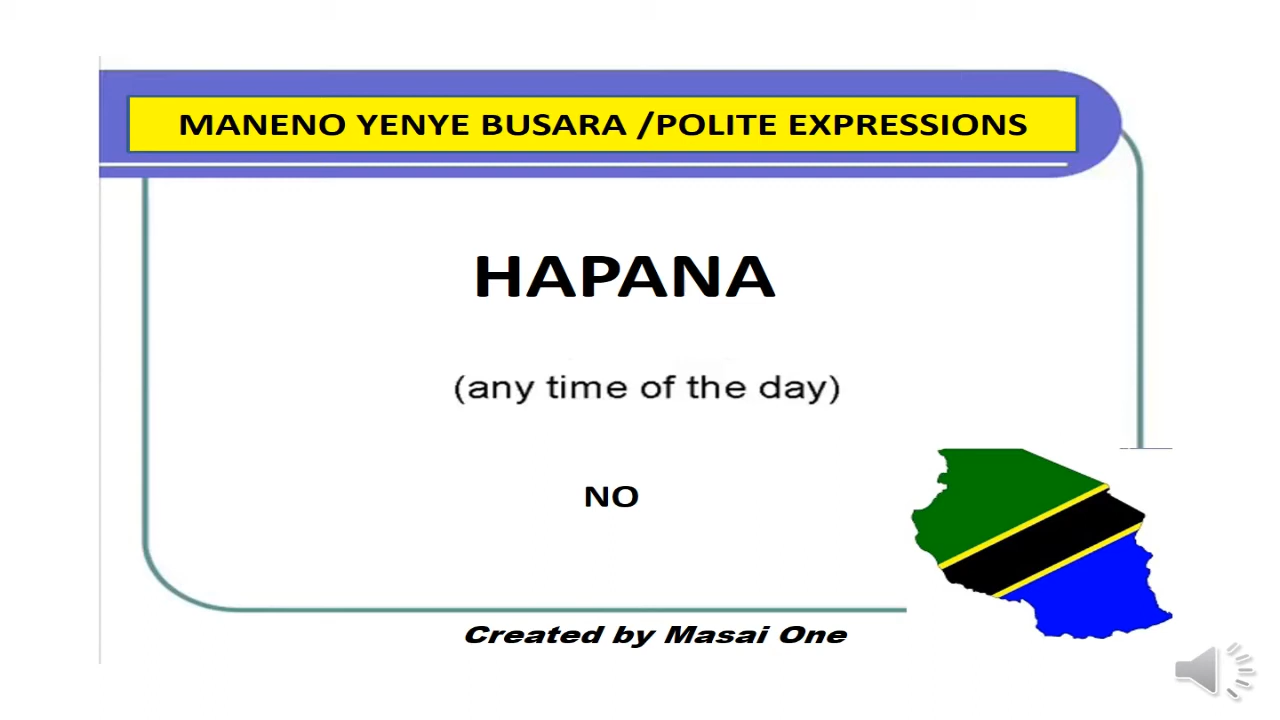 MANENO YENYE BUSARA /POLITE EXPRESSIONS
HAPANA
(any time of the day)
NO
Created by Masai One